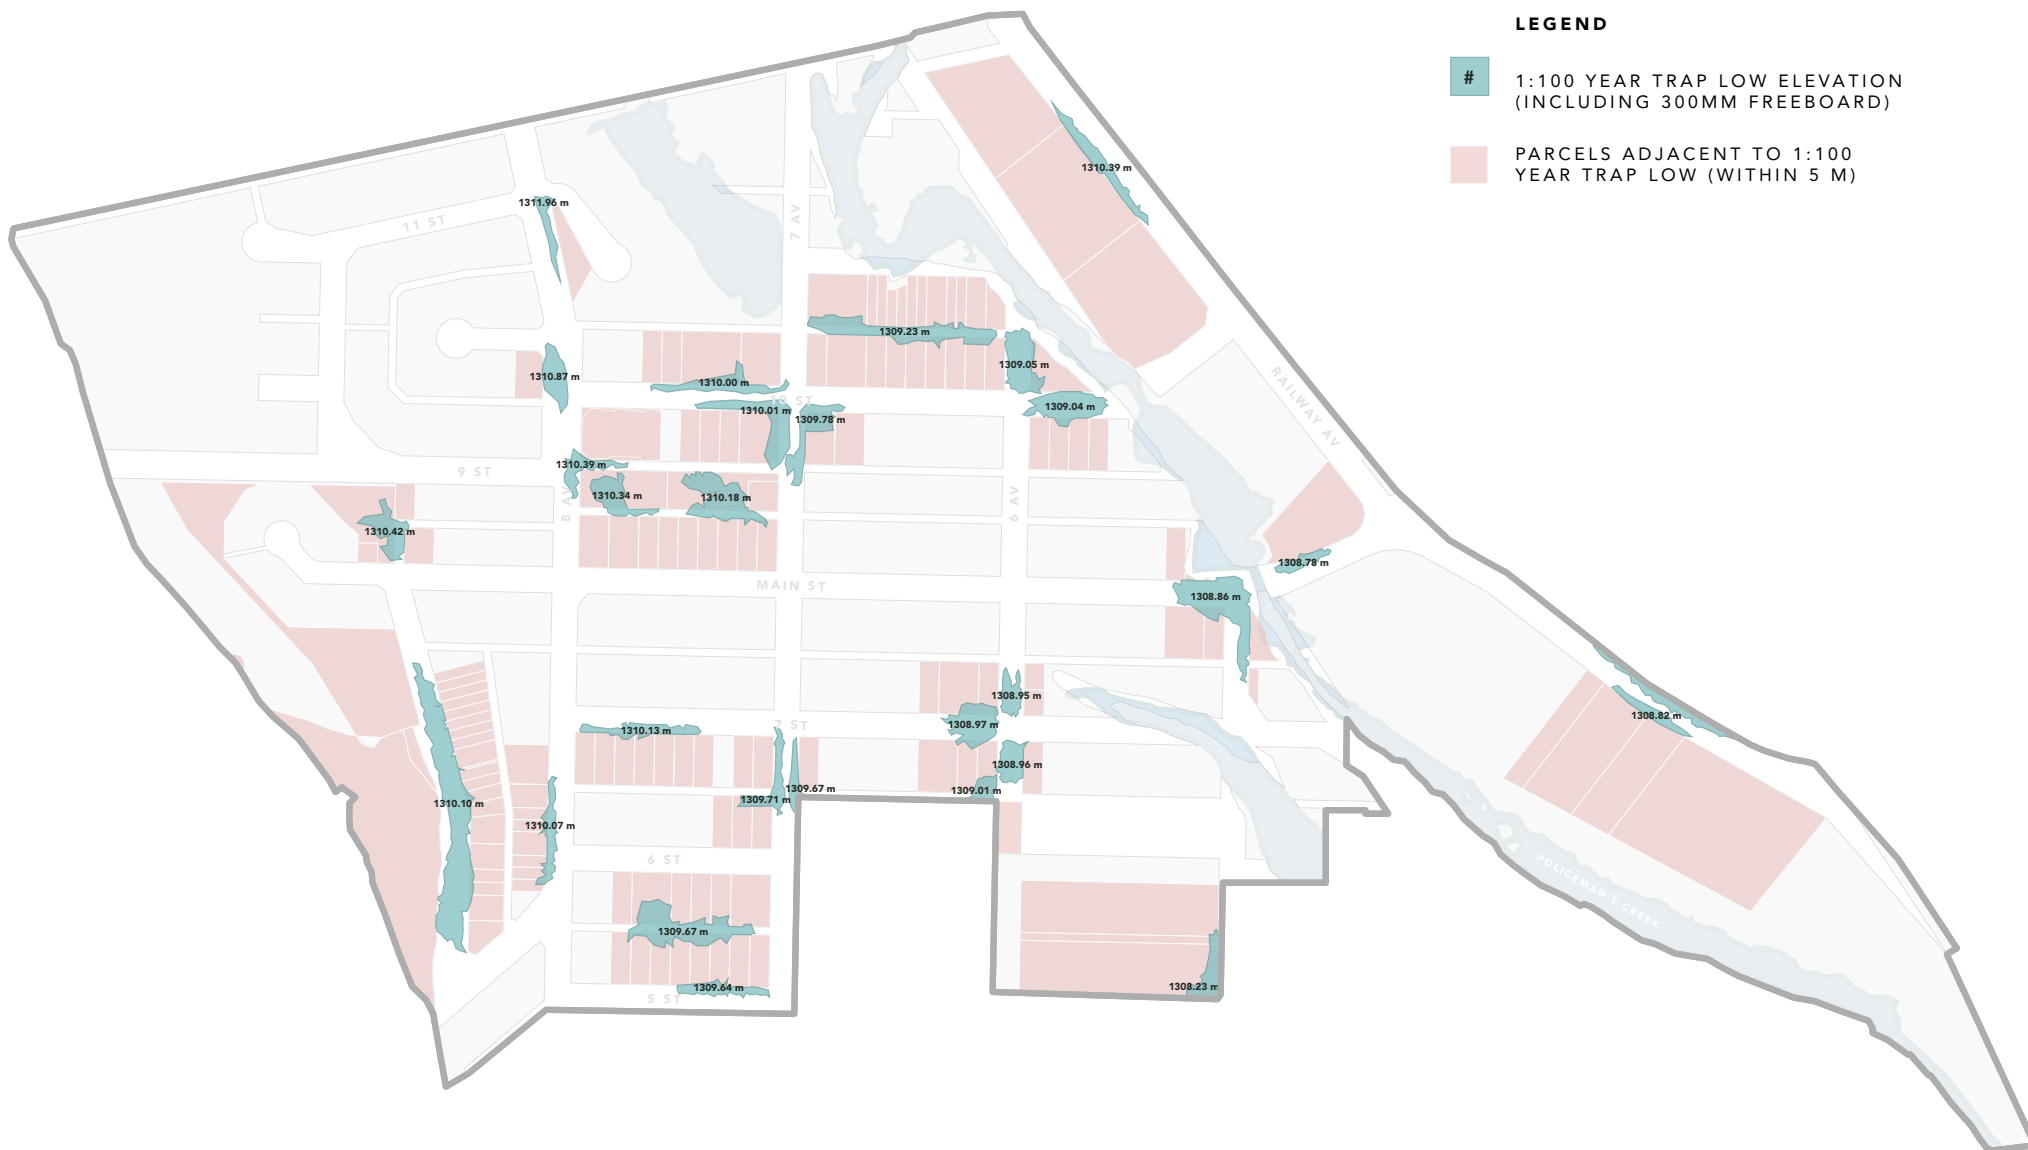 LEGEND
#
1:100 YEAR TRAP LOW ELEVATION
(INCLUDING 300MM FREEBOARD)
PARCELS ADJACENT TO 1:100
YEAR TRAP LOW (WITHIN 5 M)
1310.39 m
1311.96 m
11 ST
7 AV
1309.23 m
1309.05 m
1310.87 m
1310.00 m
10 ST
1310.01 m
1309.78 m
1309.04 m
RAILWAY AV
1310.39 m
9 ST
1310.34 m
1310.18 m
8 AV
6 AV
1310.42 m
1308.78 m
MAIN ST
1308.86 m
1308.95 m
1308.97 m
7 ST
1310.13 m
1308.82 m
1308.96 m
1309.67 m
1309.01 m
1309.71 m
1310.10 m
1310.07 m
6 ST
POLICEMAN'S CREEK
1309.67 m
1309.64 m
1308.23 m
5 ST